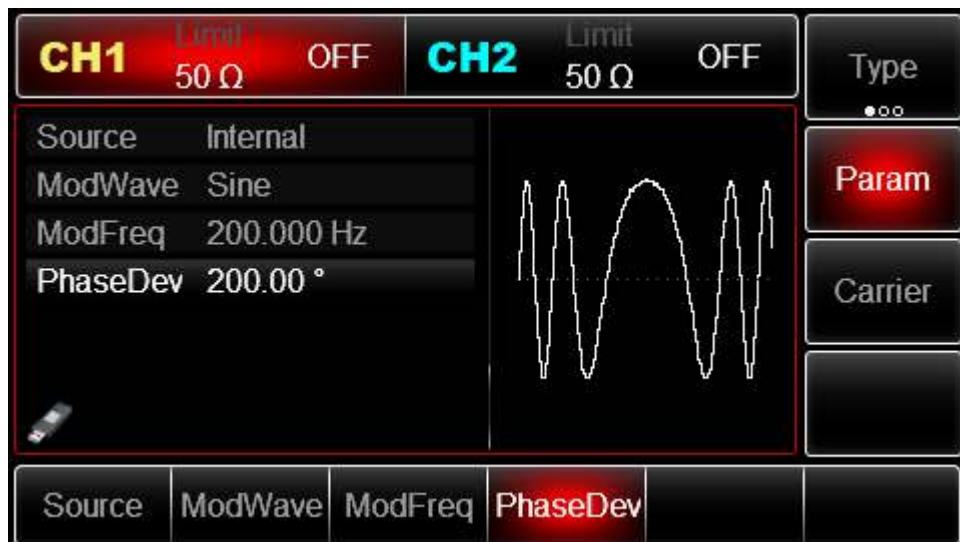 CH1 Limit 50 Ω OFF
CH2 Limit 50 Ω OFF
Type
Source Internal
ModWave Sine
ModFreq 200.000 Hz
PhaseDev 200.00 °
Param
Carrier
Source ModWave ModFreq PhaseDev